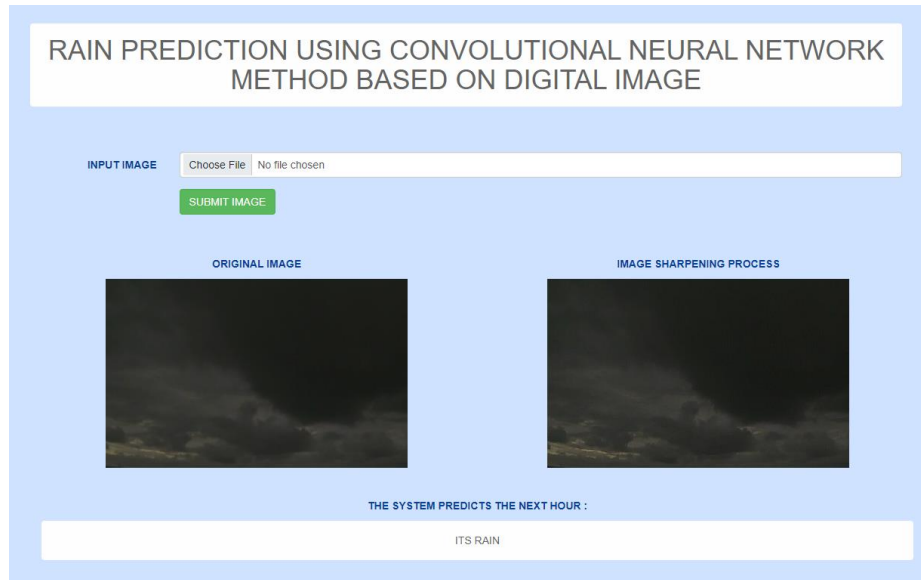 RAIN PREDICTION USING CONVOLUTIONAL NEURAL NETWORK
METHOD BASED ON DIGITAL IMAGE
INPUT IMAGE
Choose File No file chosen
SUBMIT IMAGE
ORIGINAL IMAGE
IMAGE SHARPENING PROCESS
THE SYSTEM PREDICTS THE NEXT HOUR :
ITS RAIN